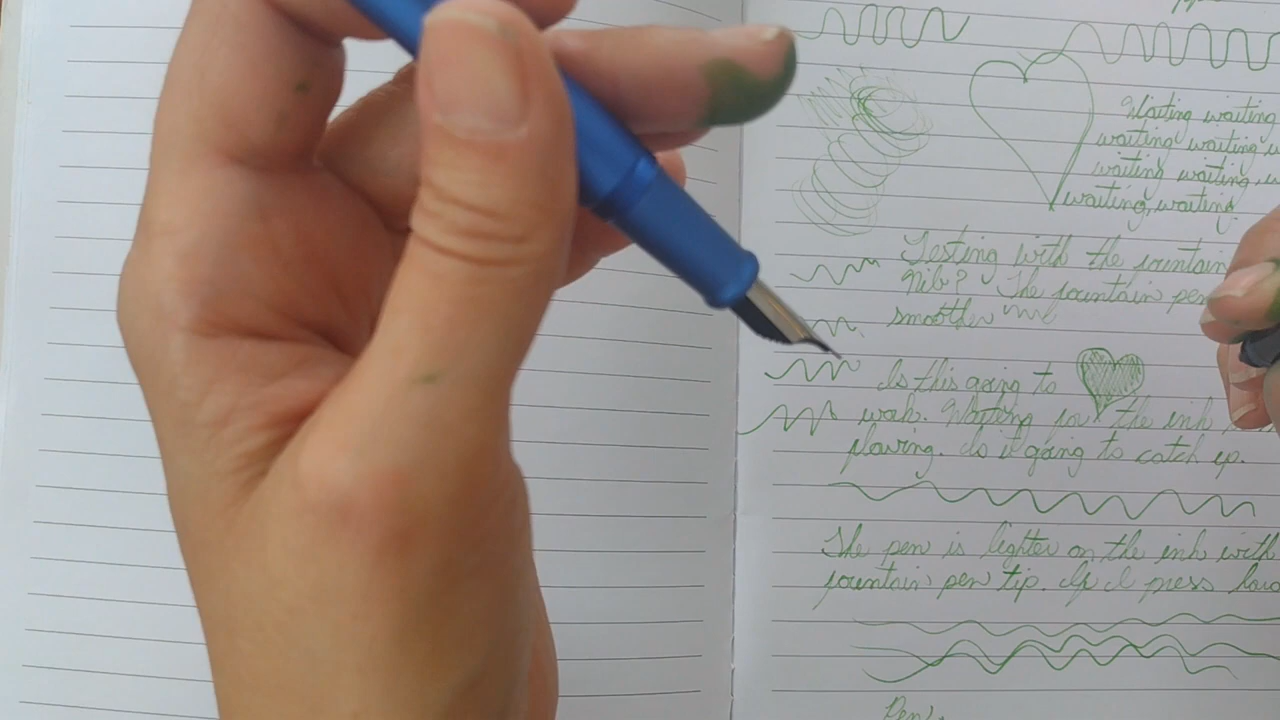 Waiting waiting
waiting waiting
waiting waiting
waiting, waiting
Testing with the fountain
Nib? The fountain pen
smoother
Is this going to
work. Waiting for the ink
flowing. Is it going to catch up.
The pen is lighter on the ink with
fountain pen tip. If I press hard
Pen